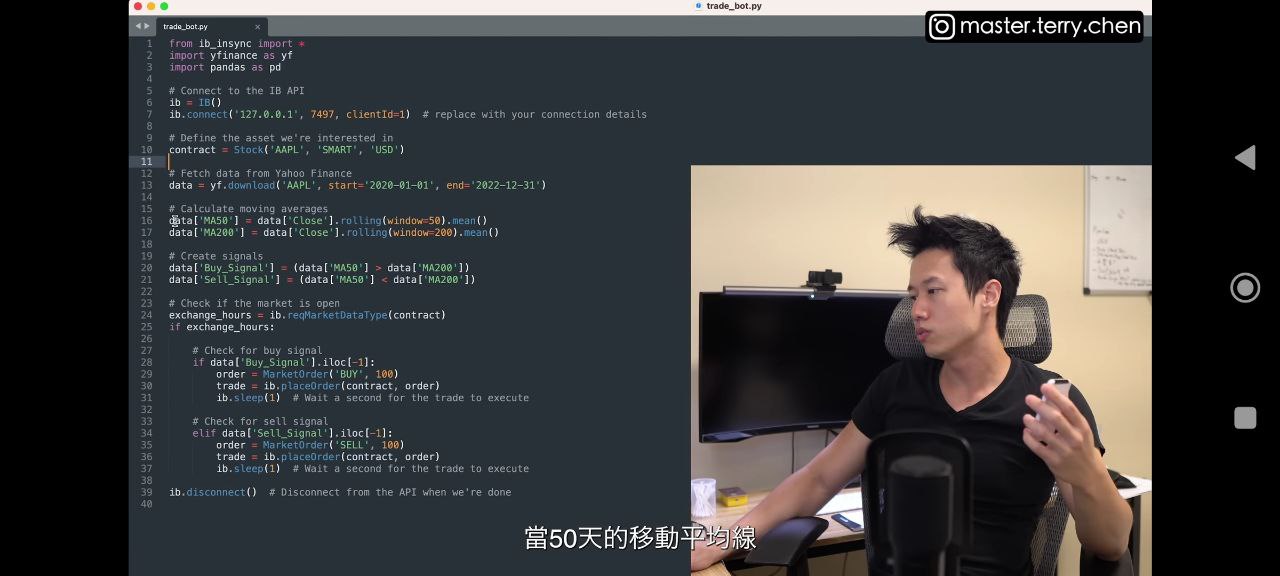 trade_bot.py
master.terry.chen
trade_bot.py ×
1 from ib_insync import *
2 import yfinance as yf
3 import pandas as pd
4
5 # Connect to the IB API
6 ib = IB()
7 ib.connect('127.0.0.1', 7497, clientId=1)  # replace with your connection details
8
9 # Define the asset we're interested in
10 contract = Stock('AAPL', 'SMART', 'USD')
11
12 # Fetch data from Yahoo Finance
13 data = yf.download('AAPL', start='2020-01-01', end='2022-12-31')
14
15 # Calculate moving averages
16 data['MA50'] = data['Close'].rolling(window=50).mean()
17 data['MA200'] = data['Close'].rolling(window=200).mean()
18
19 # Create signals
20 data['Buy_Signal'] = (data['MA50'] > data['MA200'])
21 data['Sell_Signal'] = (data['MA50'] < data['MA200'])
22
23 # Check if the market is open
24 exchange_hours = ib.reqMarketDataType(contract)
25 if exchange_hours:
26
27     # Check for buy signal
28     if data['Buy_Signal'].iloc[-1]:
29         order = MarketOrder('BUY', 100)
30         trade = ib.placeOrder(contract, order)
31         ib.sleep(1)  # Wait a second for the trade to execute
32
33     # Check for sell signal
34     elif data['Sell_Signal'].iloc[-1]:
35         order = MarketOrder('SELL', 100)
36         trade = ib.placeOrder(contract, order)
37         ib.sleep(1)  # Wait a second for the trade to execute
38
39 ib.disconnect()  # Disconnect from the API when we're done
40
當50天的移動平均線